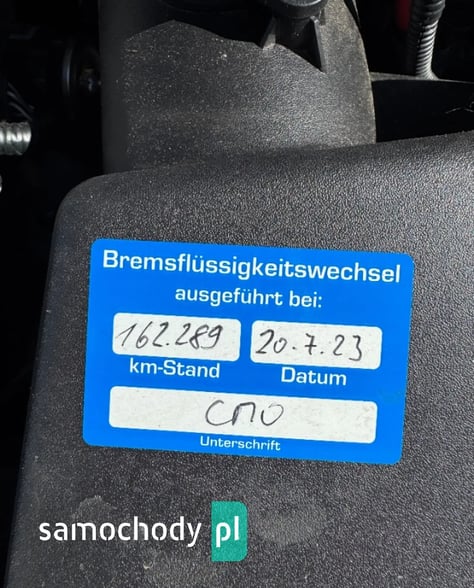 Bremsflüssigkeitswechsel
ausgeführt bei:
162.289 20.7.23
km-Stand Datum
Unterschrift
samochody pl